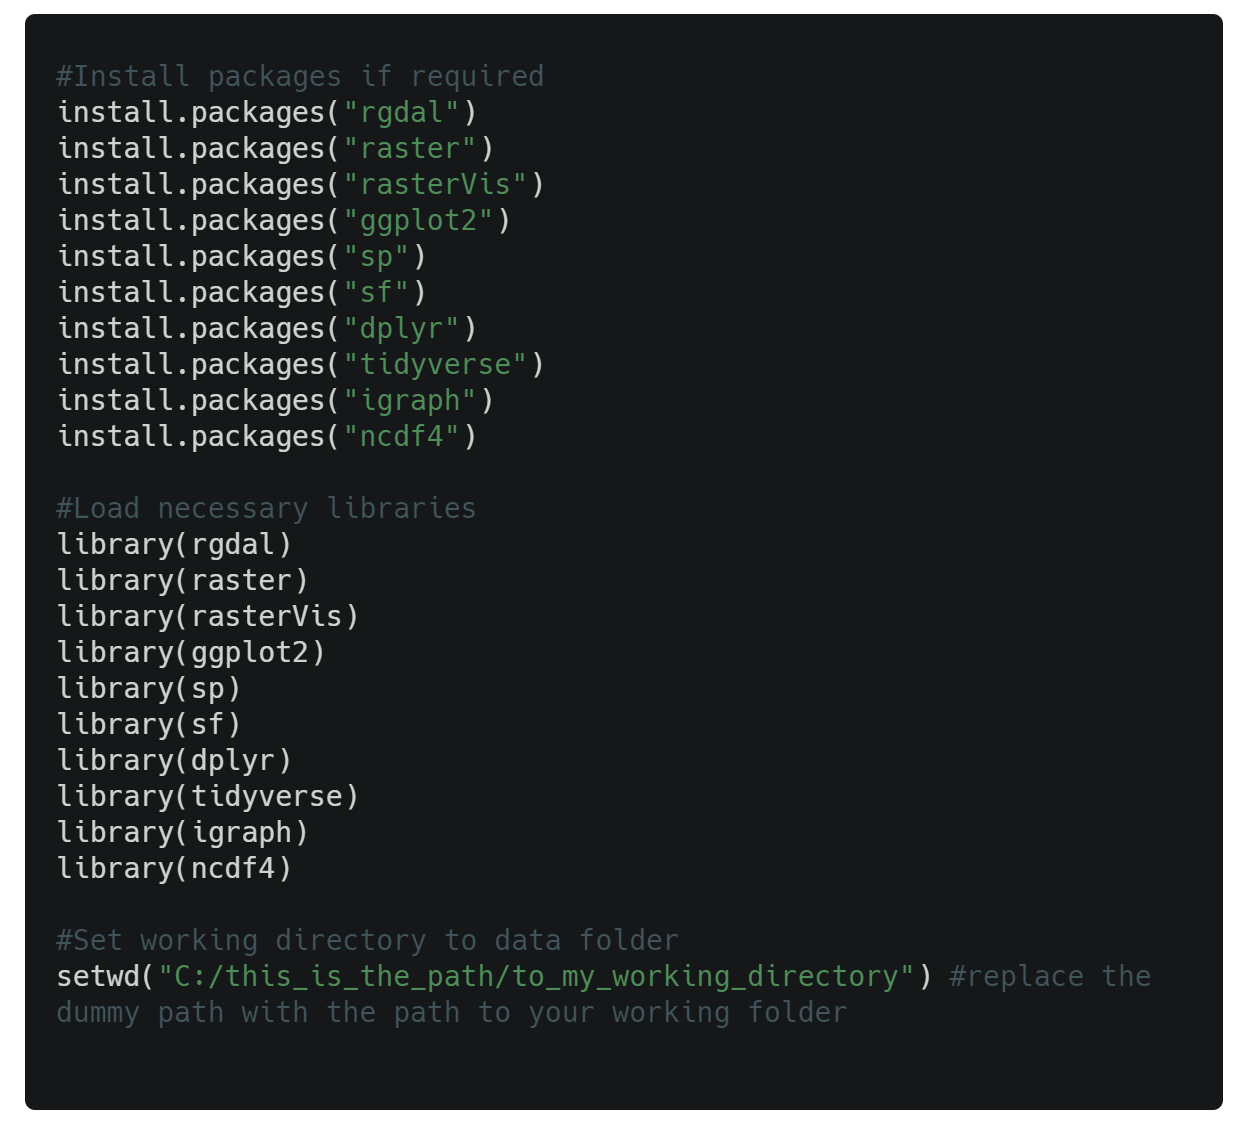 #Install packages if required
install.packages("rgdal")
install.packages("raster")
install.packages("rasterVis")
install.packages("ggplot2")
install.packages("sp")
install.packages("sf")
install.packages("dplyr")
install.packages("tidyverse")
install.packages("igraph")
install.packages("ncdf4")

#Load necessary libraries
library(rgdal)
library(raster)
library(rasterVis)
library(ggplot2)
library(sp)
library(sf)
library(dplyr)
library(tidyverse)
library(igraph)
library(ncdf4)

#Set working directory to data folder
setwd("C:/this_is_the_path/to_my_working_directory") #replace the
dummy path with the path to your working folder